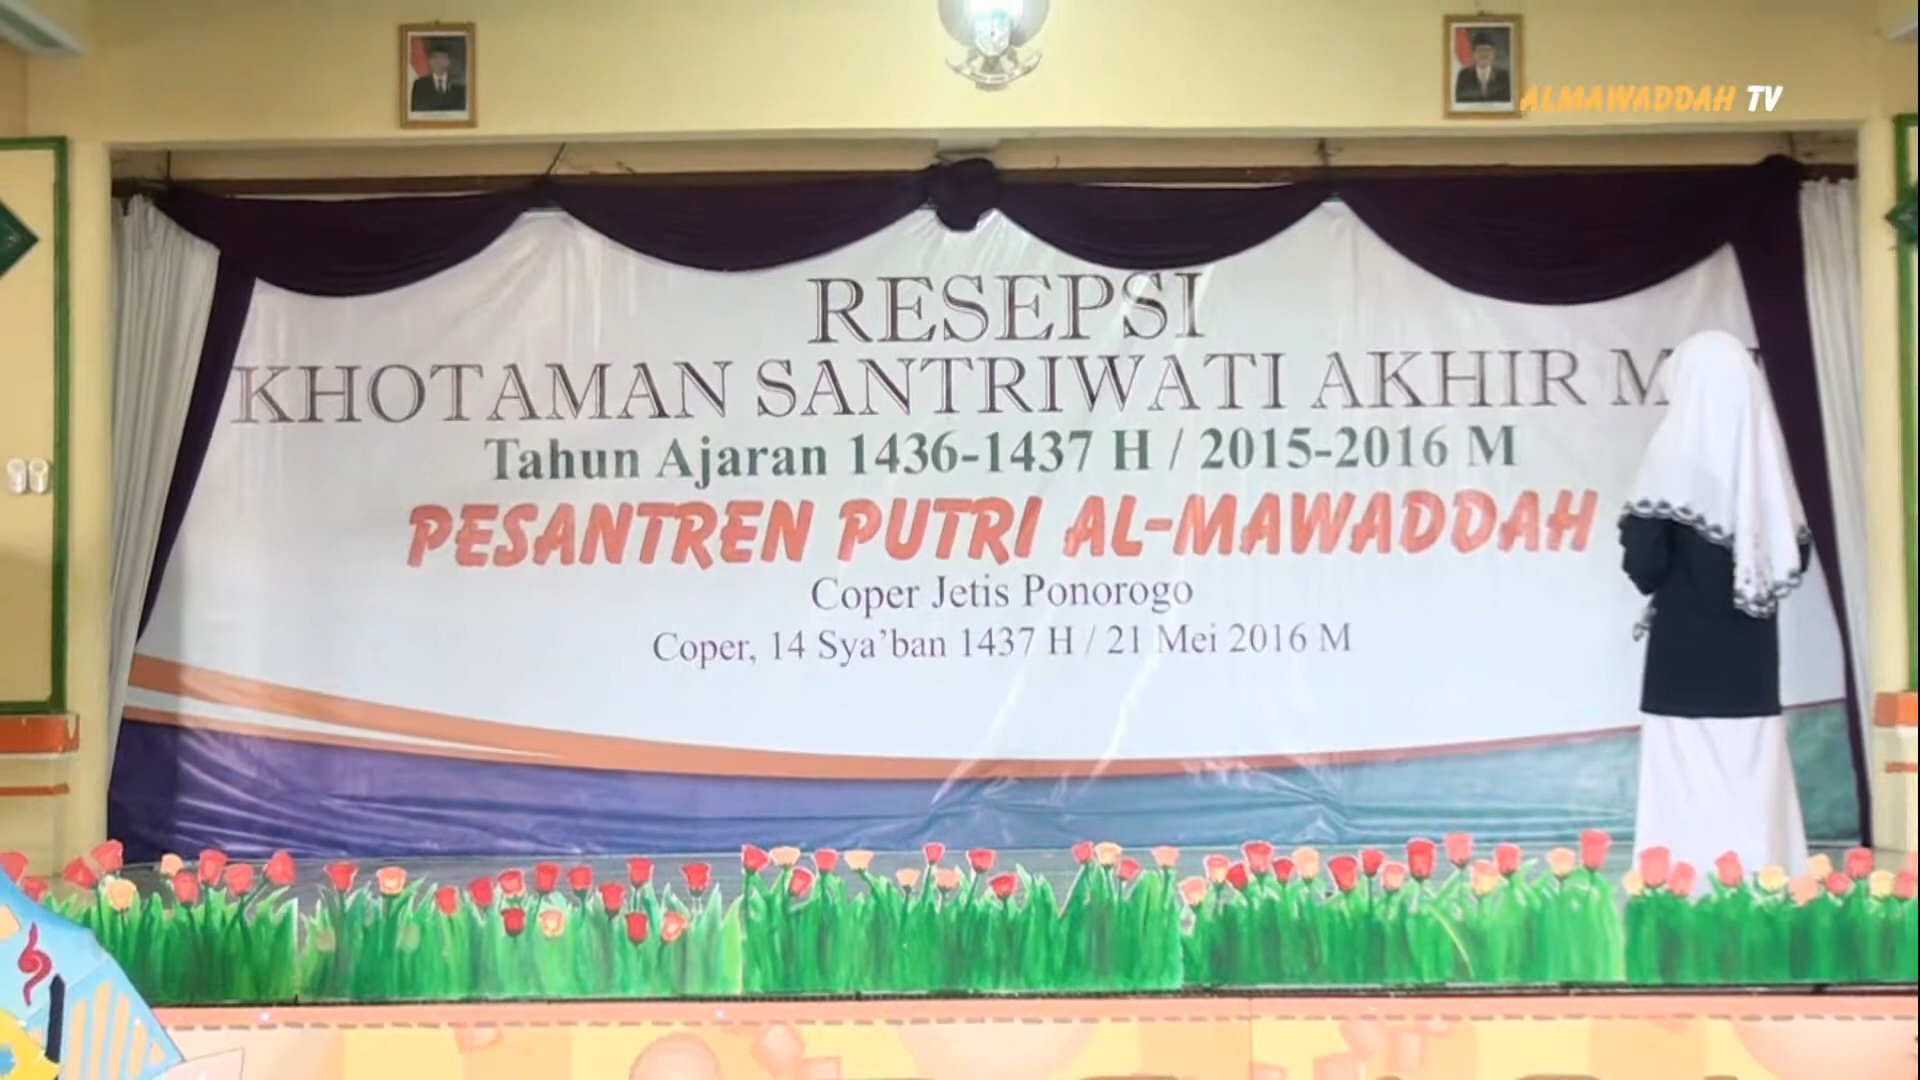 ALMAWADDAH TV
RESEPSI
KHOTAMAN SANTRIWATI AKHIR
Tahun Ajaran 1436-1437 H / 2015-2016 M
PESANTREN PUTRI AL-MAWADDAH
Coper Jetis Ponorogo
Coper, 14 Sya’ban 1437 H / 21 Mei 2016 M